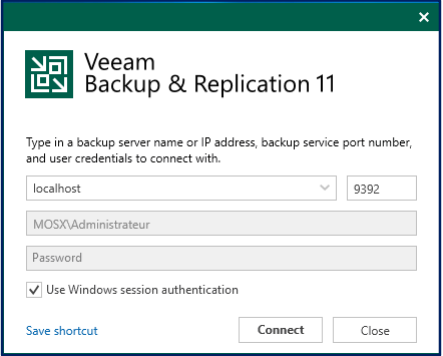 Veeam
Backup & Replication 11
Type in a backup server name or IP address, backup service port number,
and user credentials to connect with.
localhost 9392
MOSX\Administrateur
Password
Use Windows session authentication
Save shortcut Connect Close